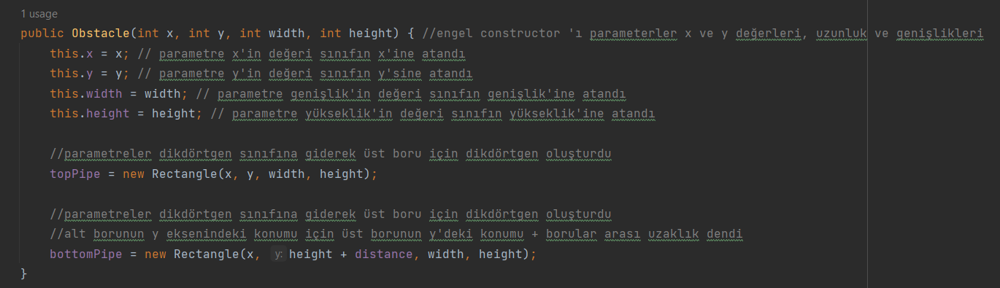 1 usage
public Obstacle(int x, int y, int width, int height) { //engel constructor 'ı parameterler x ve y değerleri, uzunluk ve genişlikleri
this.x = x; // parametre x'in değeri sınıfın x'ine atandı
this.y = y; // parametre y'in değeri sınıfın y'sine atandı
this.width = width; // parametre genişlik'in değeri sınıfın genişlik'ine atandı
this.height = height; // parametre yükseklik'in değeri sınıfın yükseklik'ine atandı
//parametreler dikdörtgen sınıfına giderek üst boru için dikdörtgen oluşturdu
topPipe = new Rectangle(x, y, width, height);
//parametreler dikdörtgen sınıfına giderek üst boru için dikdörtgen oluşturdu
//alt borunun y eksenindeki konumu için üst borunun y'deki konumu + borular arası uzaklık dendi
bottomPipe = new Rectangle(x, y: height + distance, width, height);
}